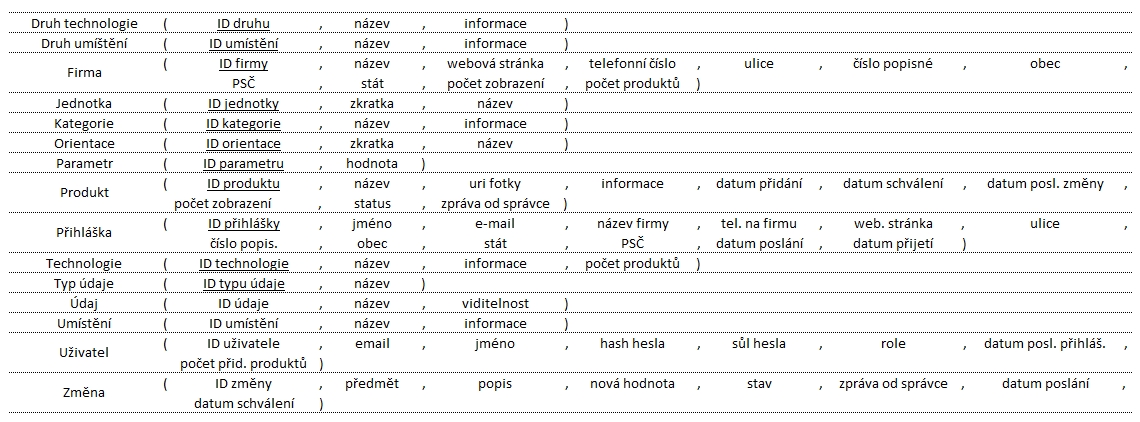 Druh technologie ( ID druhu , název , informace )
Druh umíštění ( ID umístění , název , informace )
Firma ( ID firmy , název , webová stránka , telefonní číslo , ulice , číslo popisné , obec ,
PSČ , stát , počet zobrazení , počet produktů )
Jednotka ( ID jednotky , zkratka , název )
Kategorie ( ID kategorie , název , informace )
Orientace ( ID orientace , zkratka , název )
Parametr ( ID parametru , hodnota )
Produkt ( ID produktu , název , uri fotky , informace , datum přidání , datum schválení , datum posl. změny ,
počet zobrazení , status , zpráva od správce )
Přihláška ( ID přihlášky , jméno , e-mail , název firmy , tel. na firmu , web. stránka , ulice ,
číslo popis. , obec , stát , PSČ , datum poslání , datum přijetí )
Technologie ( ID technologie , název , informace , počet produktů )
Typ údaje ( ID typu údaje , název )
Údaj ( ID údaje , název , viditelnost )
Umístění ( ID umístění , název , informace )
Uživatel ( ID uživatele , email , jméno , hash hesla , sůl hesla , role , datum posl. přihláš. ,
počet přid. produktů )
Změna ( ID změny , předmět , popis , nová hodnota , stav , zpráva od správce , datum poslání ,
datum schválení )